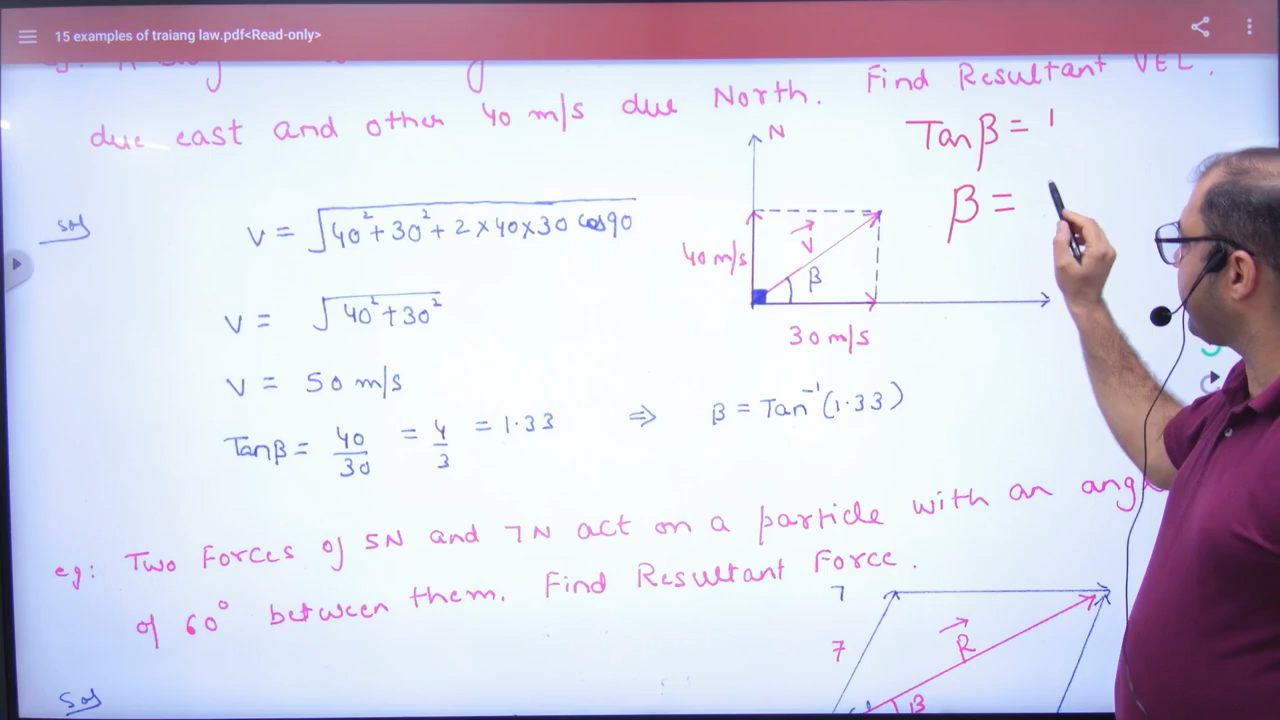 15 examples of traiang law.pdf<Read-only>
due east and other 40 m/s due North. Find Resultant VEL.
Tanβ = 1
β =
N
Sol
V = √40²+30²+2×40×30 cos90
40 m/s
V
β
V = √40²+30²
30 m/s
V = 50 m/s
Tanβ = 40/30 = 4/3 = 1.33 ⇒ β = Tan⁻¹(1.33)
eg: Two Forces of 5N and 7N act on a particle with an ang
of 60° between them. Find Resultant Force.
7
7
R
β
Sol